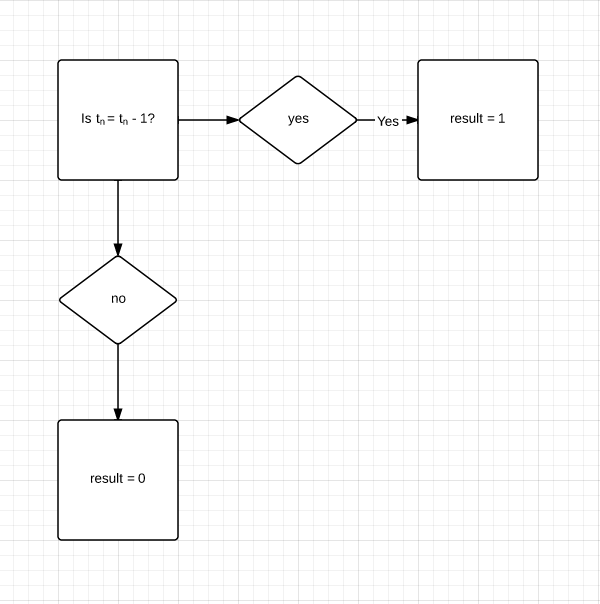 Is tn = tn - 1?
yes
Yes
result = 1
no
result = 0